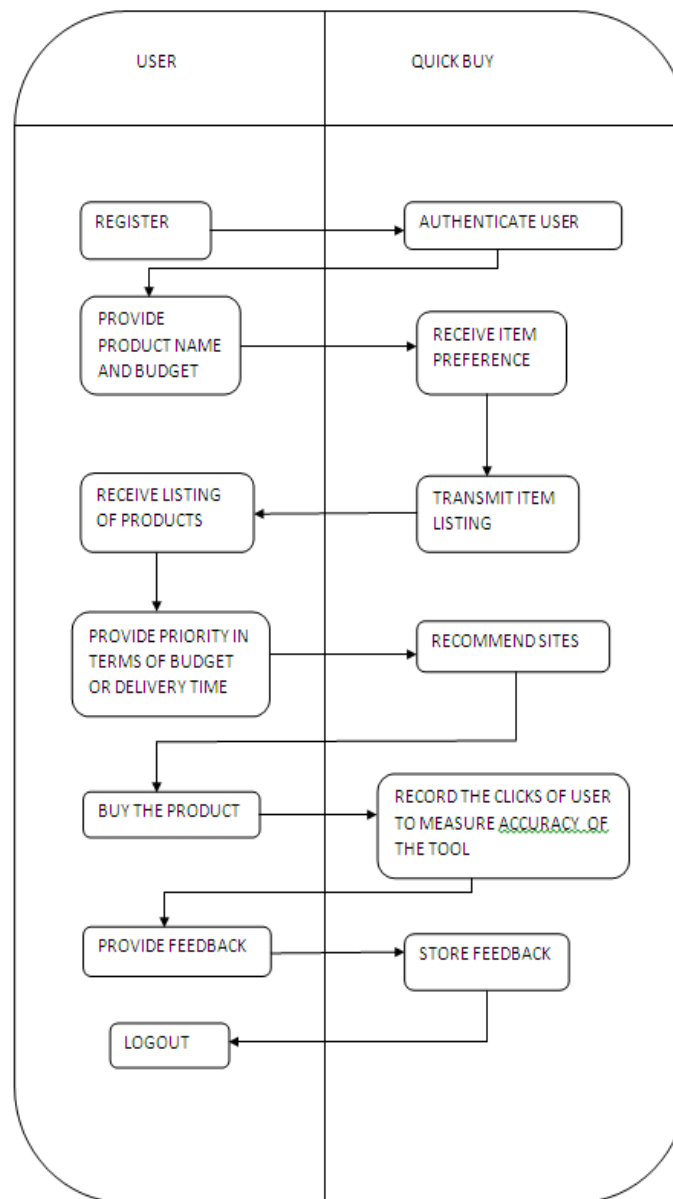 USER
QUICK BUY
REGISTER
AUTHENTICATE USER
PROVIDE
PRODUCT NAME
AND BUDGET
RECEIVE ITEM
PREFERENCE
RECEIVE LISTING
OF PRODUCTS
TRANSMIT ITEM
LISTING
PROVIDE PRIORITY IN
TERMS OF BUDGET
OR DELIVERY TIME
RECOMMEND SITES
BUY THE PRODUCT
RECORD THE CLICKS OF USER
TO MEASURE ACCURACY OF
THE TOOL
PROVIDE FEEDBACK
STORE FEEDBACK
LOGOUT